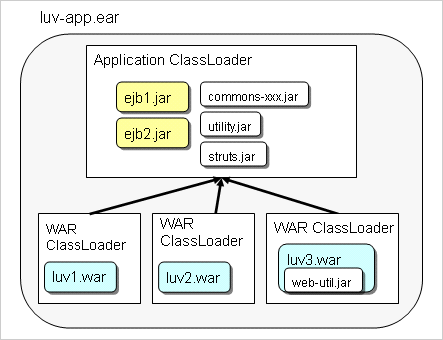 luv-app.ear
Application ClassLoader
ejb1.jar
commons-xxx.jar
ejb2.jar
utility.jar
struts.jar
WAR
ClassLoader
luv1.war
WAR
ClassLoader
luv2.war
WAR ClassLoader
luv3.war
web-util.jar